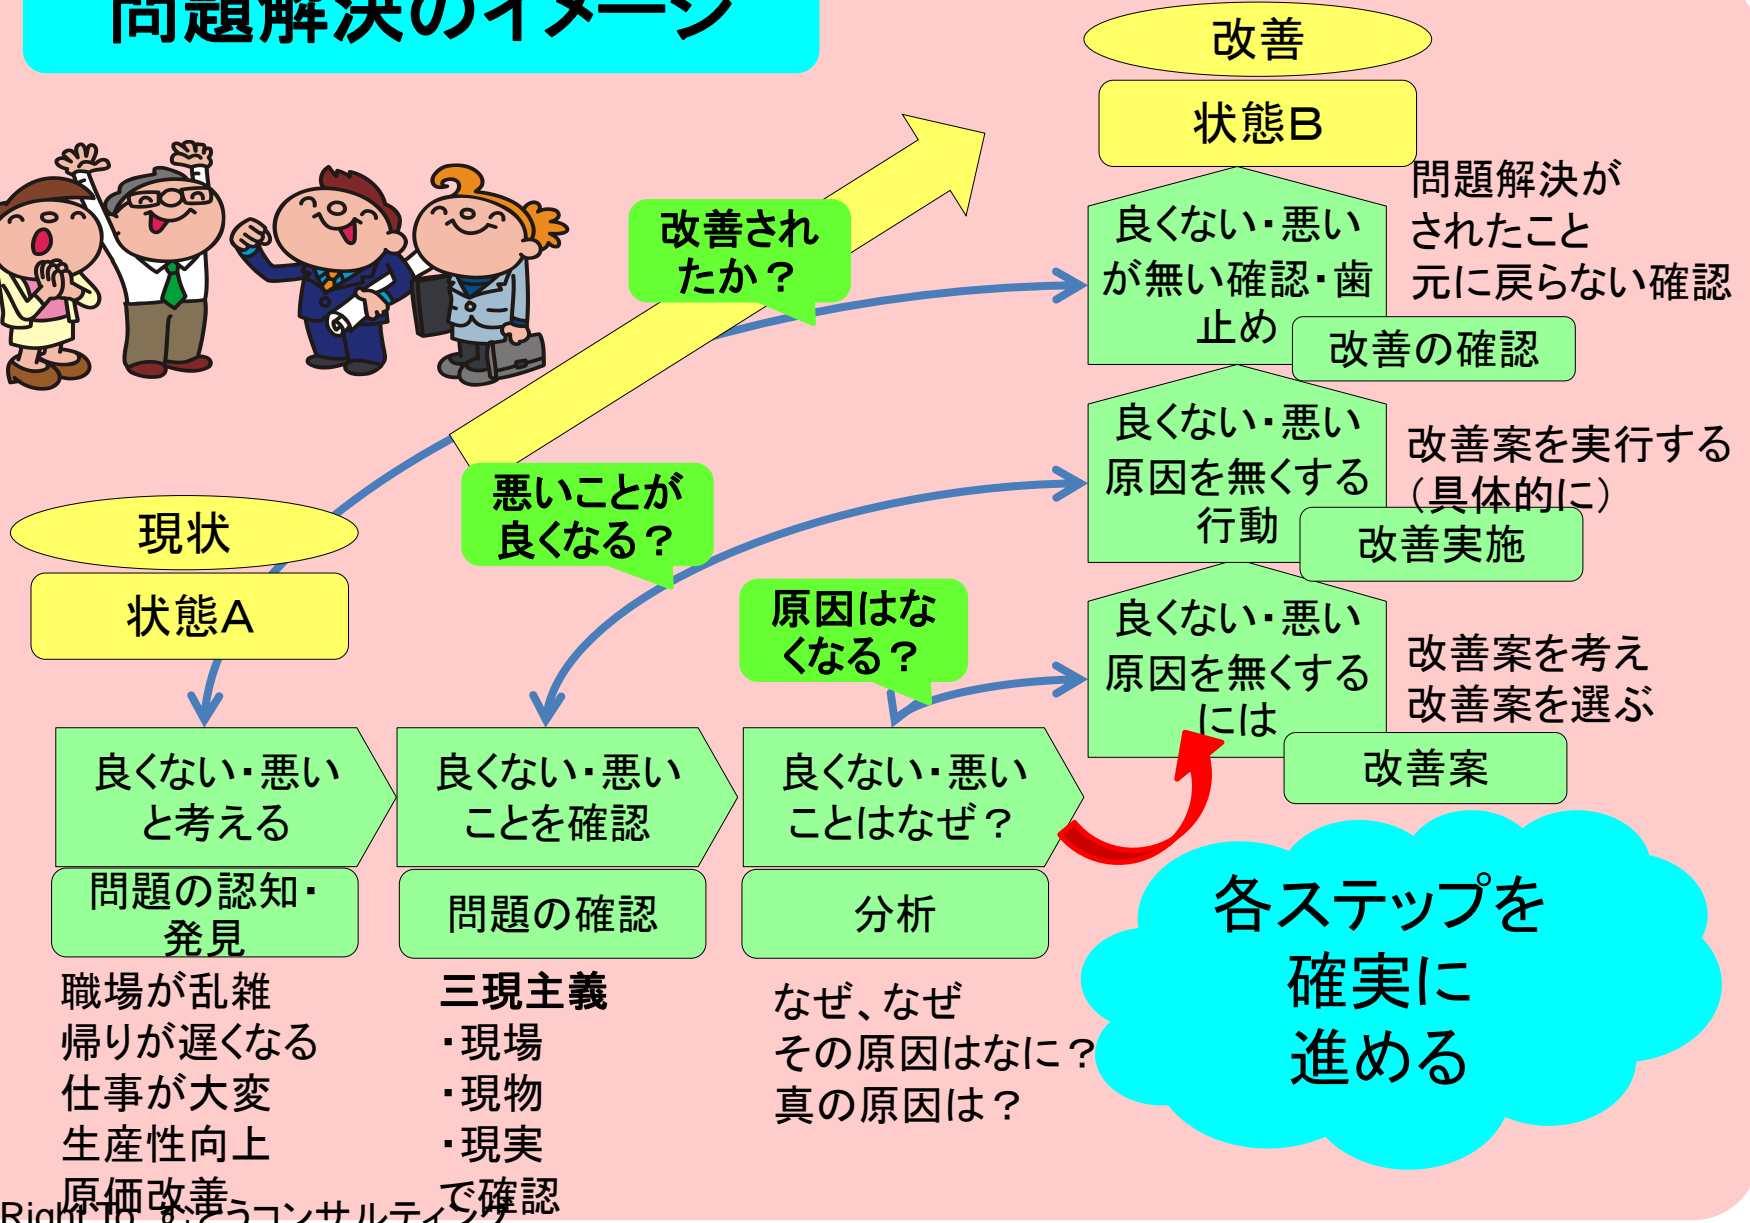 問題解決のイメージ
改善
状態B
現状
状態A
改善され
たか？
悪いことが
良くなる？
原因はな
くなる？
良くない・悪い
と考える
問題の認知・
発見
職場が乱雑
帰りが遅くなる
仕事が大変
生産性向上
原価改善
良くない・悪い
ことを確認
問題の確認
三現主義
・現場
・現物
・現実
で確認
良くない・悪い
ことはなぜ？
分析
なぜ、なぜ
その原因はなに？
真の原因は？
良くない・悪い
原因を無くする
には
改善案
改善案を考え
改善案を選ぶ
良くない・悪い
原因を無くする
行動
改善実施
改善案を実行する
（具体的に）
良くない・悪い
が無い確認・歯
止め
改善の確認
問題解決が
されたこと
元に戻らない確認
各ステップを
確実に
進める
Right To むとうコンサルティング